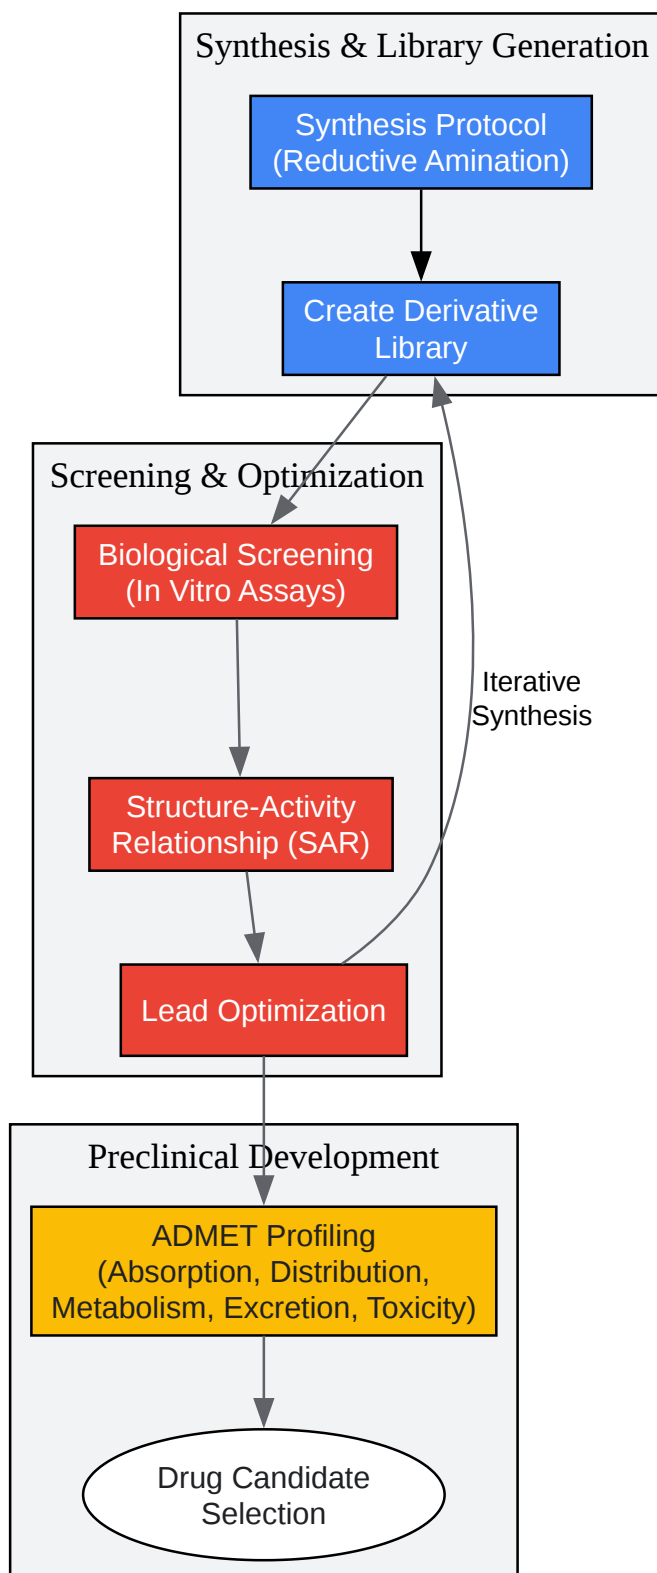 Synthesis & Library Generation
Synthesis Protocol
(Reductive Amination)
Create Derivative
Library
Screening & Optimization
Biological Screening
(In Vitro Assays)
Iterative
Synthesis
Structure-Activity
Relationship (SAR)
Lead Optimization
Preclinical Development
ADMET Profiling
(Absorption, Distribution,
Metabolism, Excretion, Toxicity)
Drug Candidate
Selection